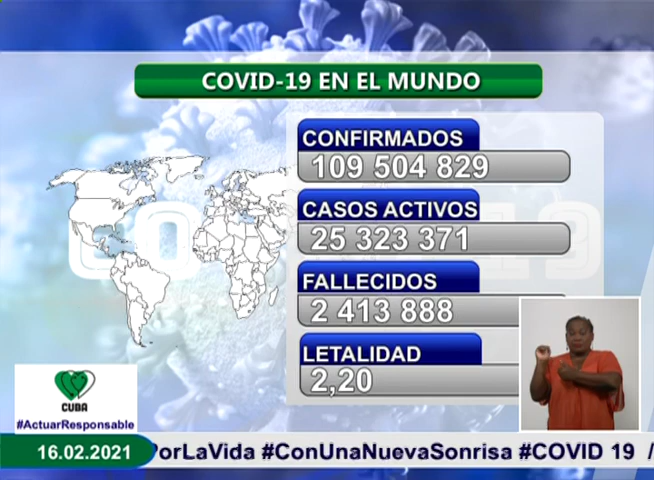 COVID-19 EN EL MUNDO
CONFIRMADOS
109 504 829
CASOS ACTIVOS
25 323 371
FALLECIDOS
2 413 888
LETALIDAD
2,20
CUBA
#ActuarResponsable
16.02.2021
PorLaVida #ConUnaNuevaSonrisa #COVID 19 /